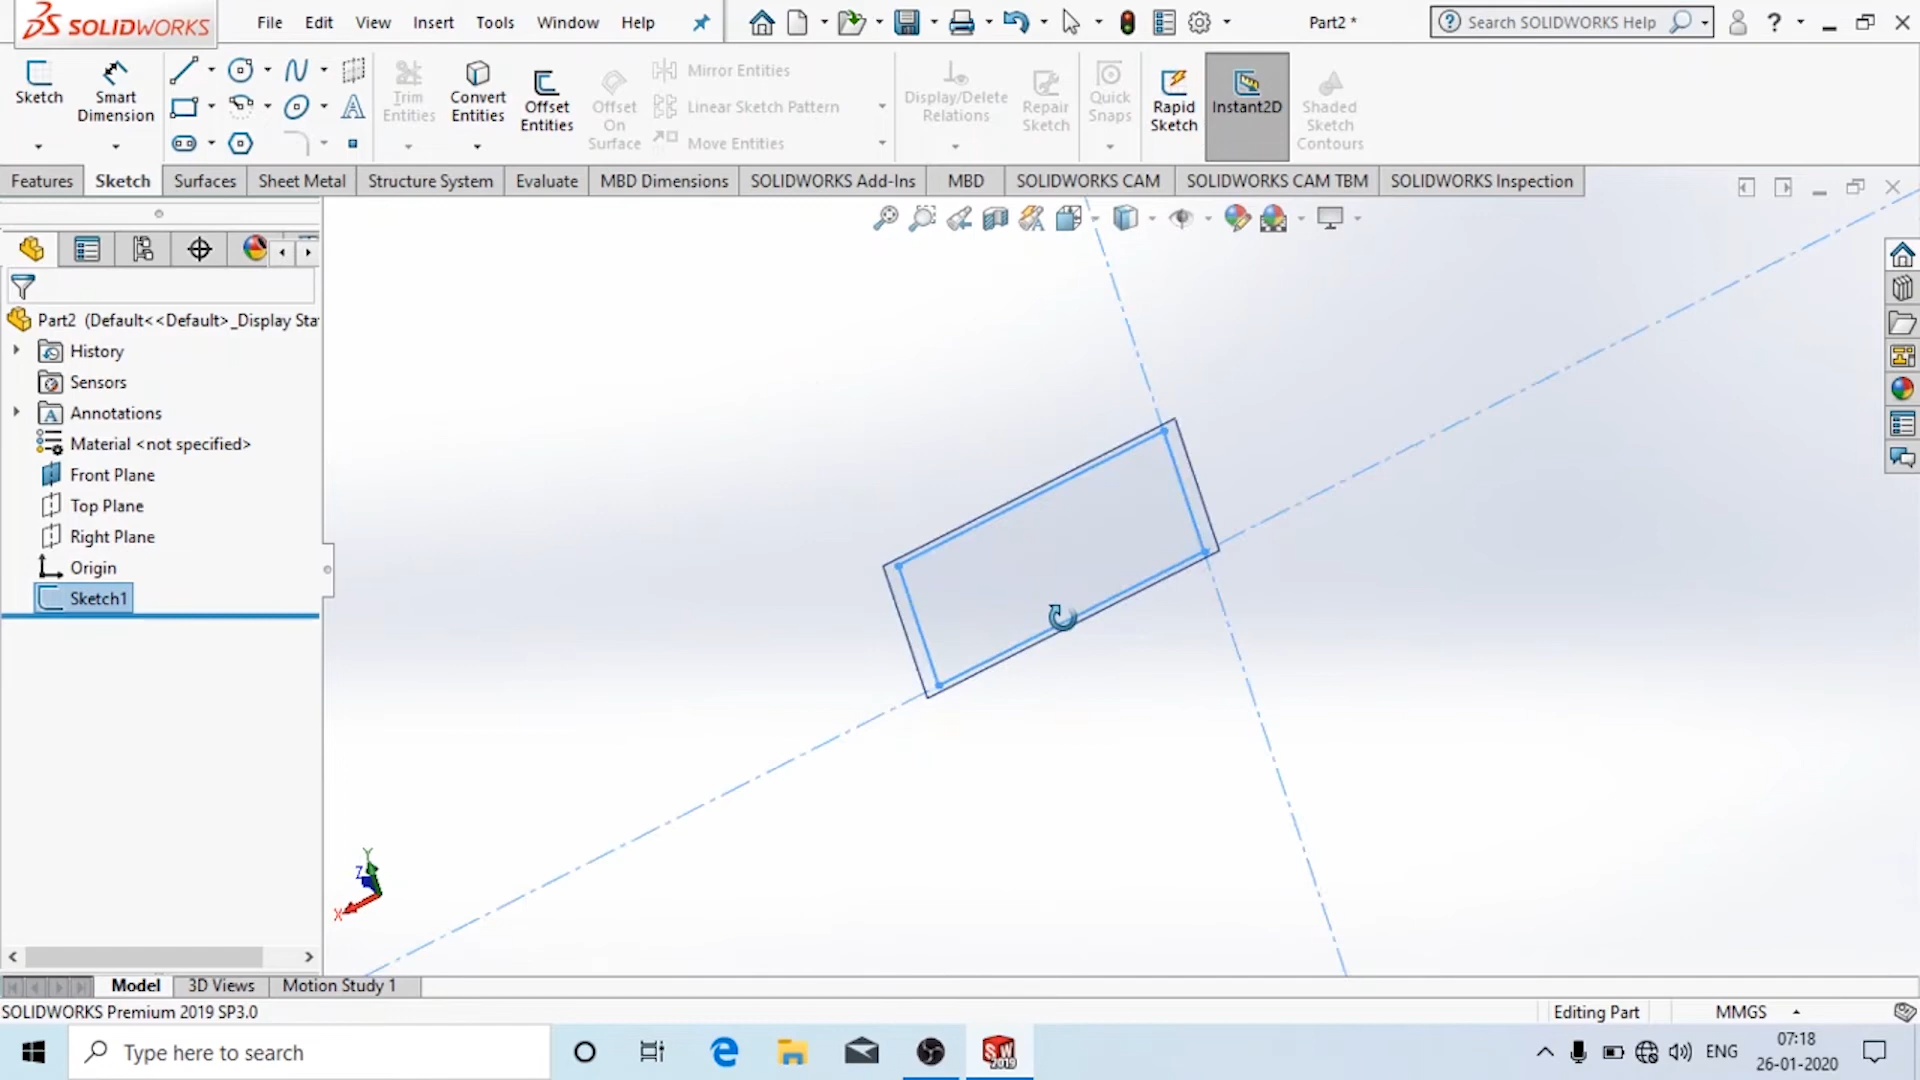 SOLIDWORKS File Edit View Insert Tools Window Help Part2 * Search SOLIDWORKS Help ?
Sketch Smart Dimension Trim Entities Convert Entities Offset Entities Offset On Surface Mirror Entities Linear Sketch Pattern Move Entities Display/Delete Relations Repair Sketch Quick Snaps Rapid Sketch Instant2D Shaded Sketch Contours
Features Sketch Surfaces Sheet Metal Structure System Evaluate MBD Dimensions SOLIDWORKS Add-Ins MBD SOLIDWORKS CAM SOLIDWORKS CAM TBM SOLIDWORKS Inspection
Part2 (Default<<Default>_Display Sta
History
Sensors
Annotations
Material <not specified>
Front Plane
Top Plane
Right Plane
Origin
Sketch1
Y
Z
X
Model 3D Views Motion Study 1
SOLIDWORKS Premium 2019 SP3.0 Editing Part MMGS
Type here to search SW 2019 ENG 07:18
26-01-2020